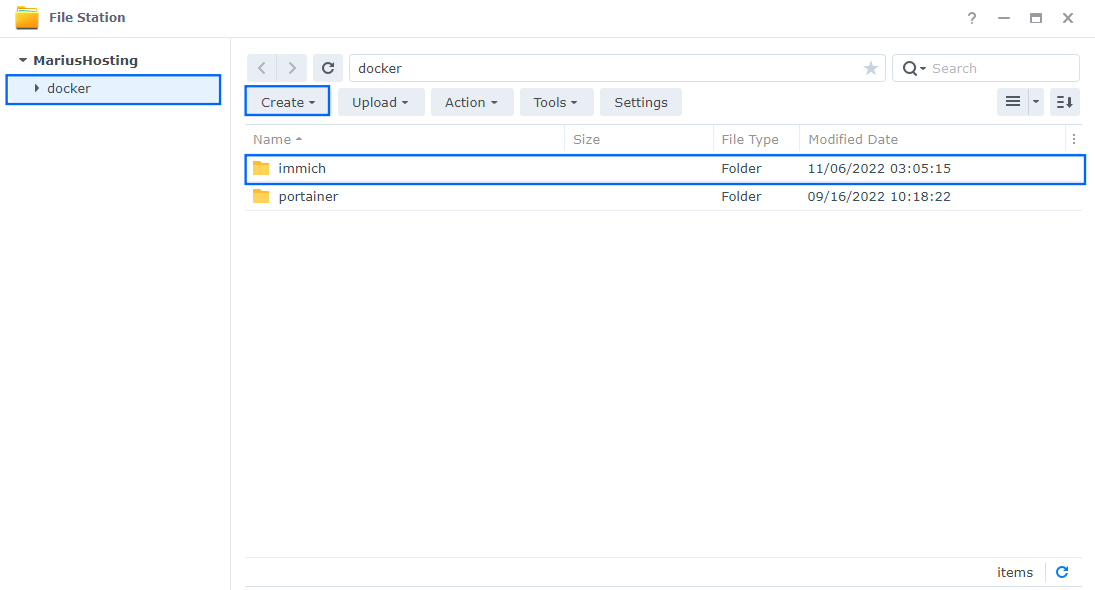 File Station
?
MariusHosting
docker
docker
Search
Create Upload Action Tools Settings
Name Size File Type Modified Date
immich Folder 11/06/2022 03:05:15
portainer Folder 09/16/2022 10:18:22
items